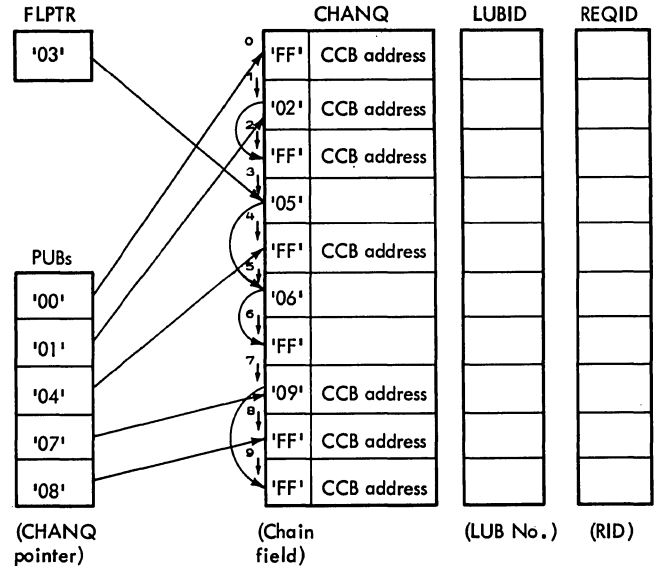 FLPTR CHANQ LUBID REQID
'03'
0 'FF' CCB address
1 '02' CCB address
2 'FF' CCB address
3 '05'
4 'FF' CCB address
5 '06'
6 'FF'
7 '09' CCB address
8 'FF' CCB address
9 'FF' CCB address
PUBs
'00'
'01'
'04'
'07'
'08'
(CHANQ pointer)
(Chain field)
(LUB No.)
(RID)